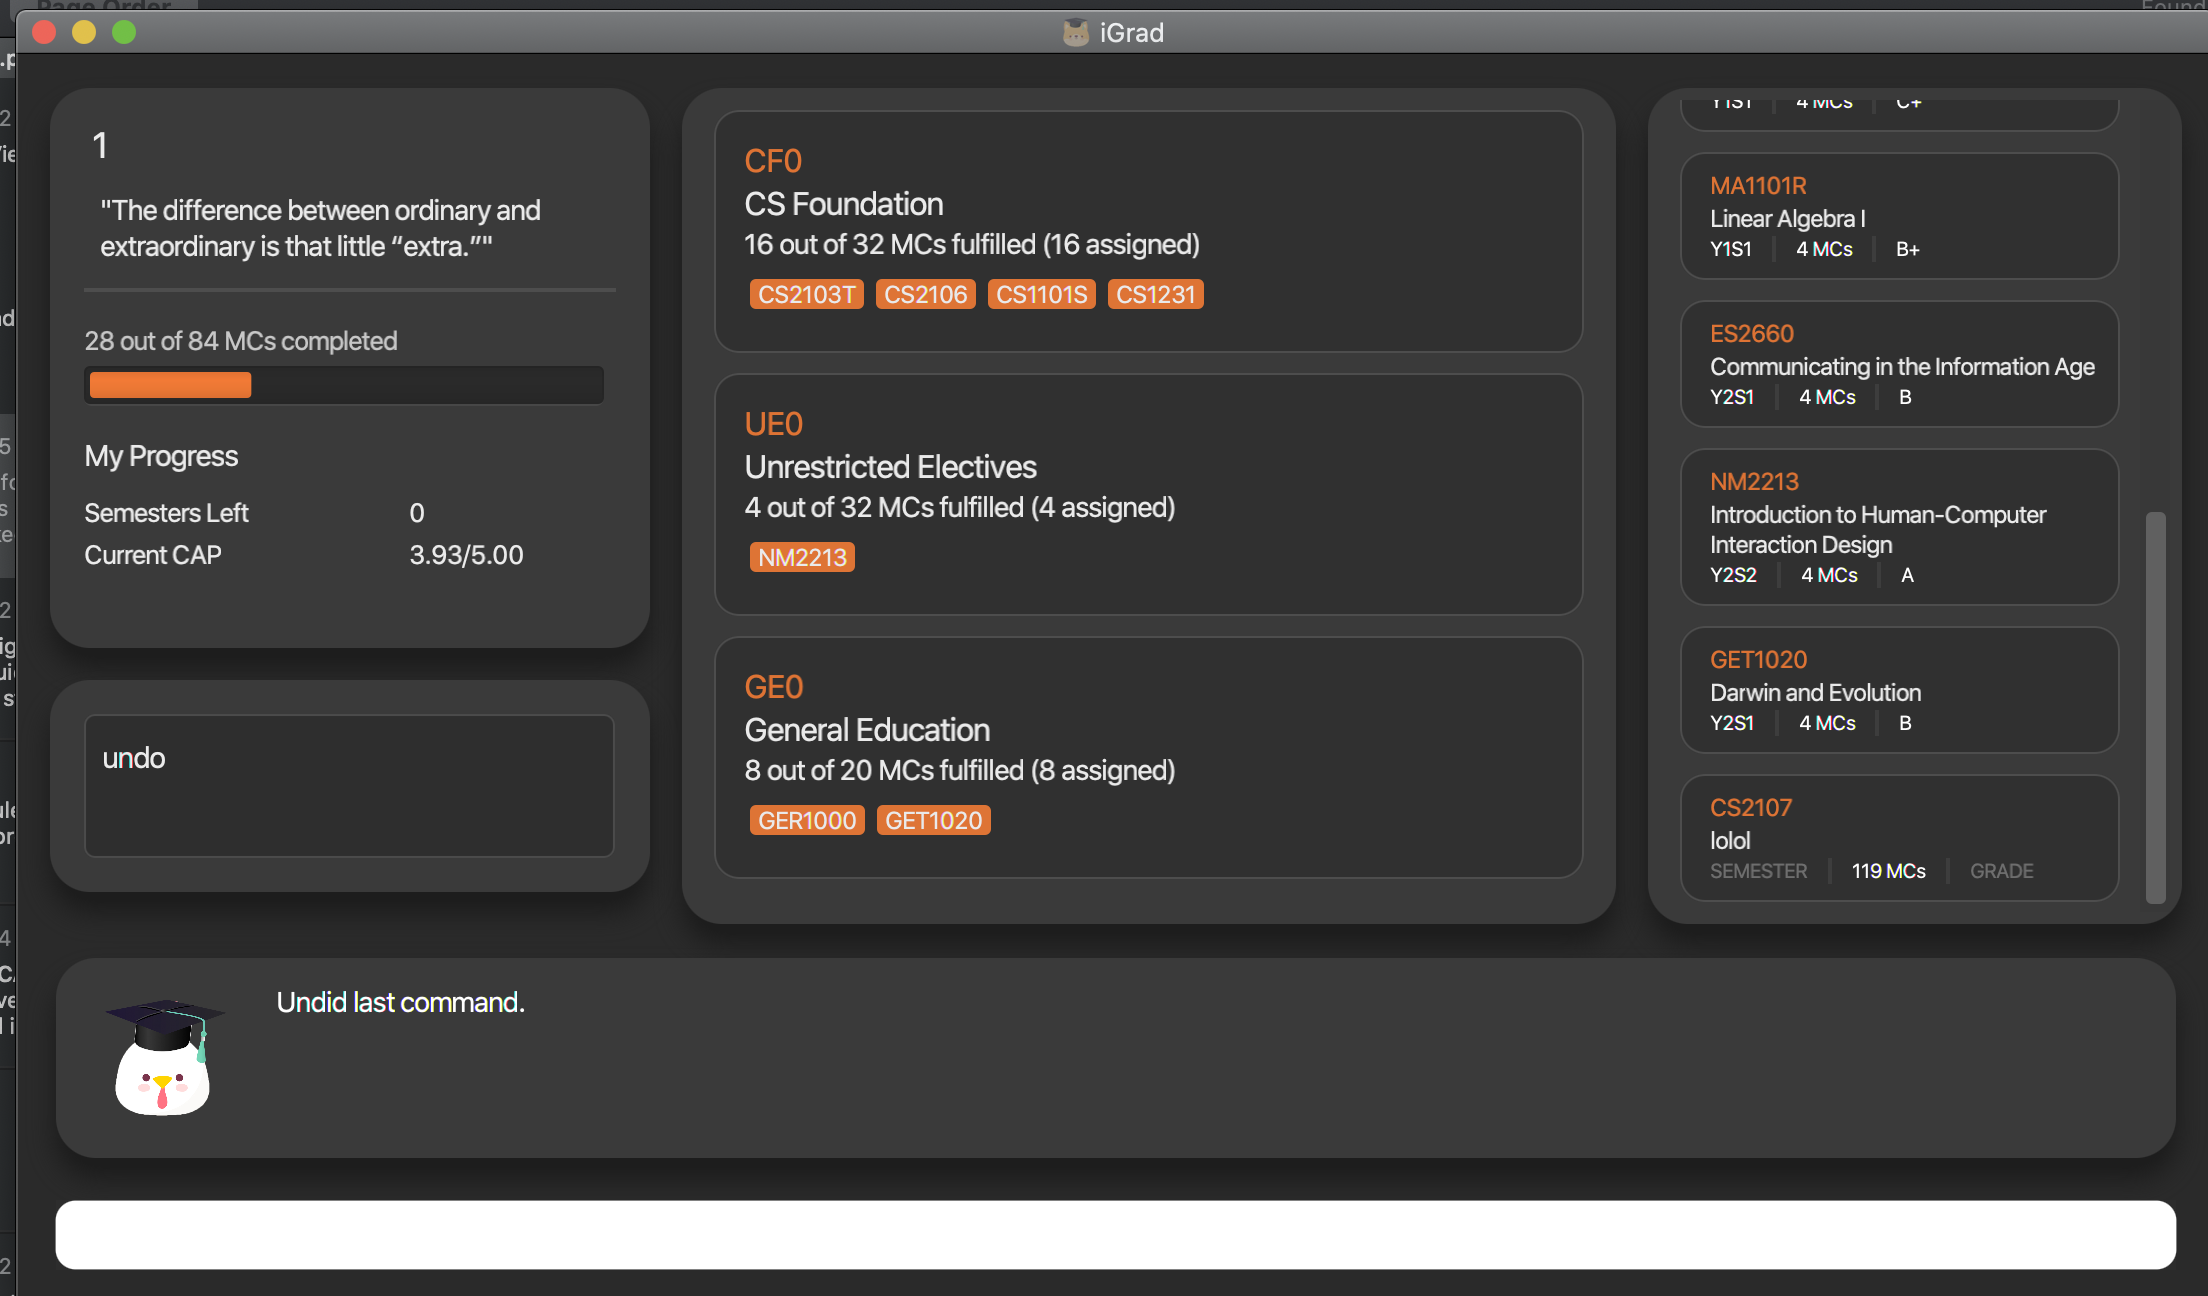 Page Order
iGrad
1
"The difference between ordinary and
extraordinary is that little “extra.”"
28 out of 84 MCs completed
My Progress
Semesters Left 0
Current CAP 3.93/5.00
undo
CF0
CS Foundation
16 out of 32 MCs fulfilled (16 assigned)
CS2103T CS2106 CS1101S CS1231
UE0
Unrestricted Electives
4 out of 32 MCs fulfilled (4 assigned)
NM2213
GE0
General Education
8 out of 20 MCs fulfilled (8 assigned)
GER1000 GET1020
Y1S1 4 MCs C+
MA1101R
Linear Algebra I
Y1S1 4 MCs B+
ES2660
Communicating in the Information Age
Y2S1 4 MCs B
NM2213
Introduction to Human-Computer
Interaction Design
Y2S2 4 MCs A
GET1020
Darwin and Evolution
Y2S1 4 MCs B
CS2107
lolol
SEMESTER 119 MCs GRADE
Undid last command.